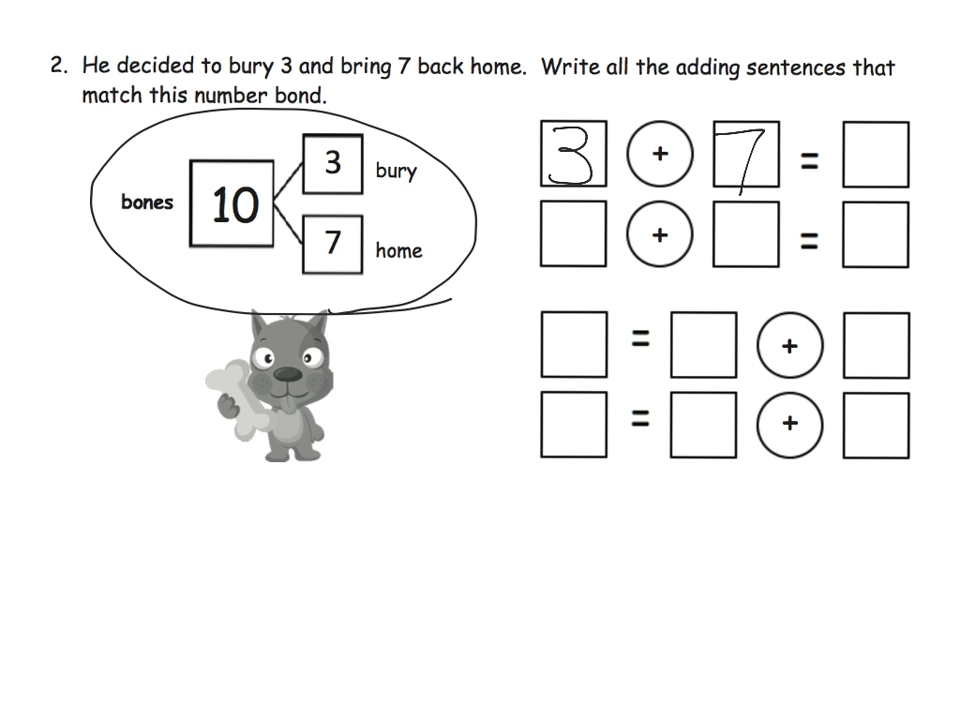 2. He decided to bury 3 and bring 7 back home. Write all the adding sentences that
match this number bond.
bones 10 3 bury
7 home
3 + 7 =
+ =
= +
= +